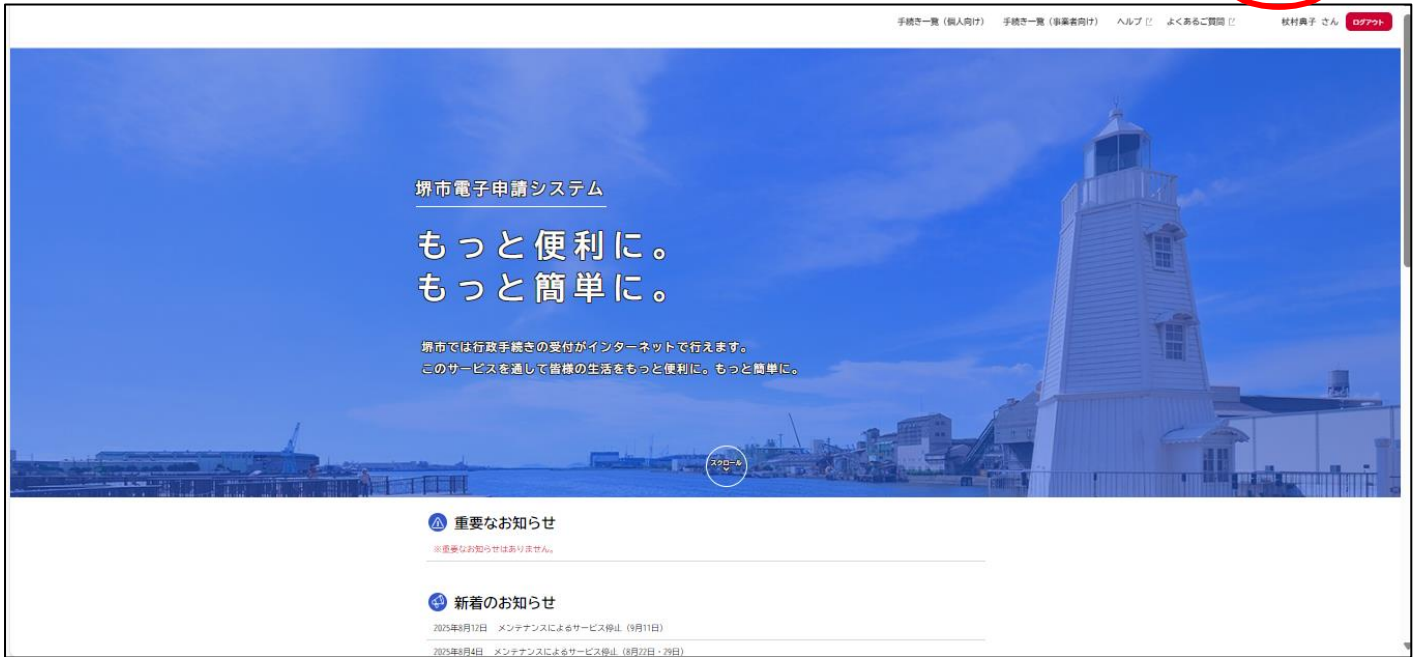 手続き一覧（個人向け） 手続き一覧（事業者向け） ヘルプ よくあるご質問 杖村典子 さん ログアウト
堺市電子申請システム
もっと便利に。
もっと簡単に。
堺市では行政手続きの受付がインターネットで行えます。
このサービスを通して皆様の生活をもっと便利に。もっと簡単に。
スクロール
重要なお知らせ
※重要なお知らせはありません。
新着のお知らせ
2025年8月12日 メンテナンスによるサービス停止（9月11日）
2025年8月4日 メンテナンスによるサービス停止（8月22日・29日）